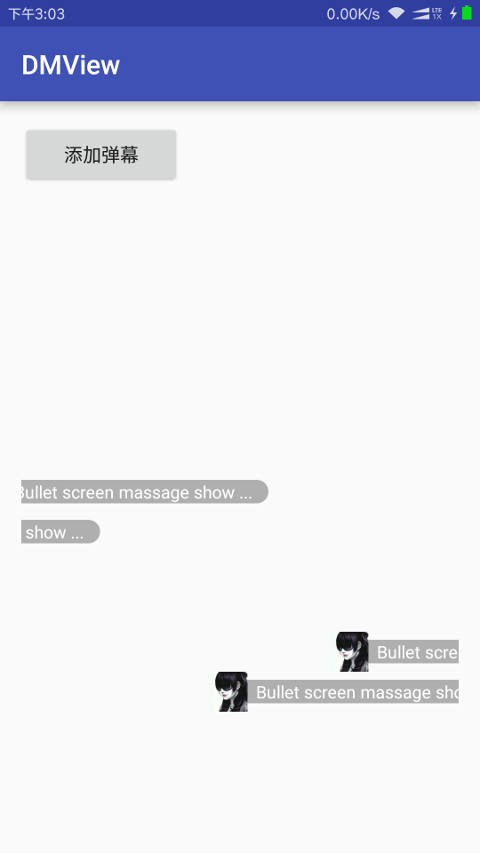 下午3:03 0.00K/s LTE 1X
DMView
添加弹幕
Bullet screen massage show ...
show ...
Bullet scre
Bullet screen massage sho